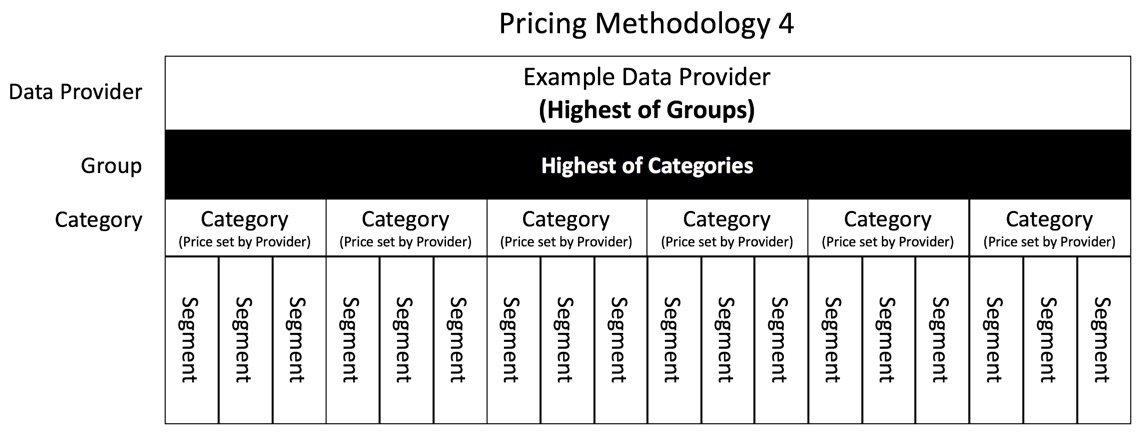 Pricing Methodology 4
Data Provider
Example Data Provider
(Highest of Groups)
Group
Highest of Categories
Category
Category Category Category Category Category Category
(Price set by Provider) (Price set by Provider) (Price set by Provider) (Price set by Provider) (Price set by Provider) (Price set by Provider)
Segment Segment Segment Segment Segment Segment Segment Segment Segment Segment Segment Segment Segment Segment Segment Segment Segment Segment